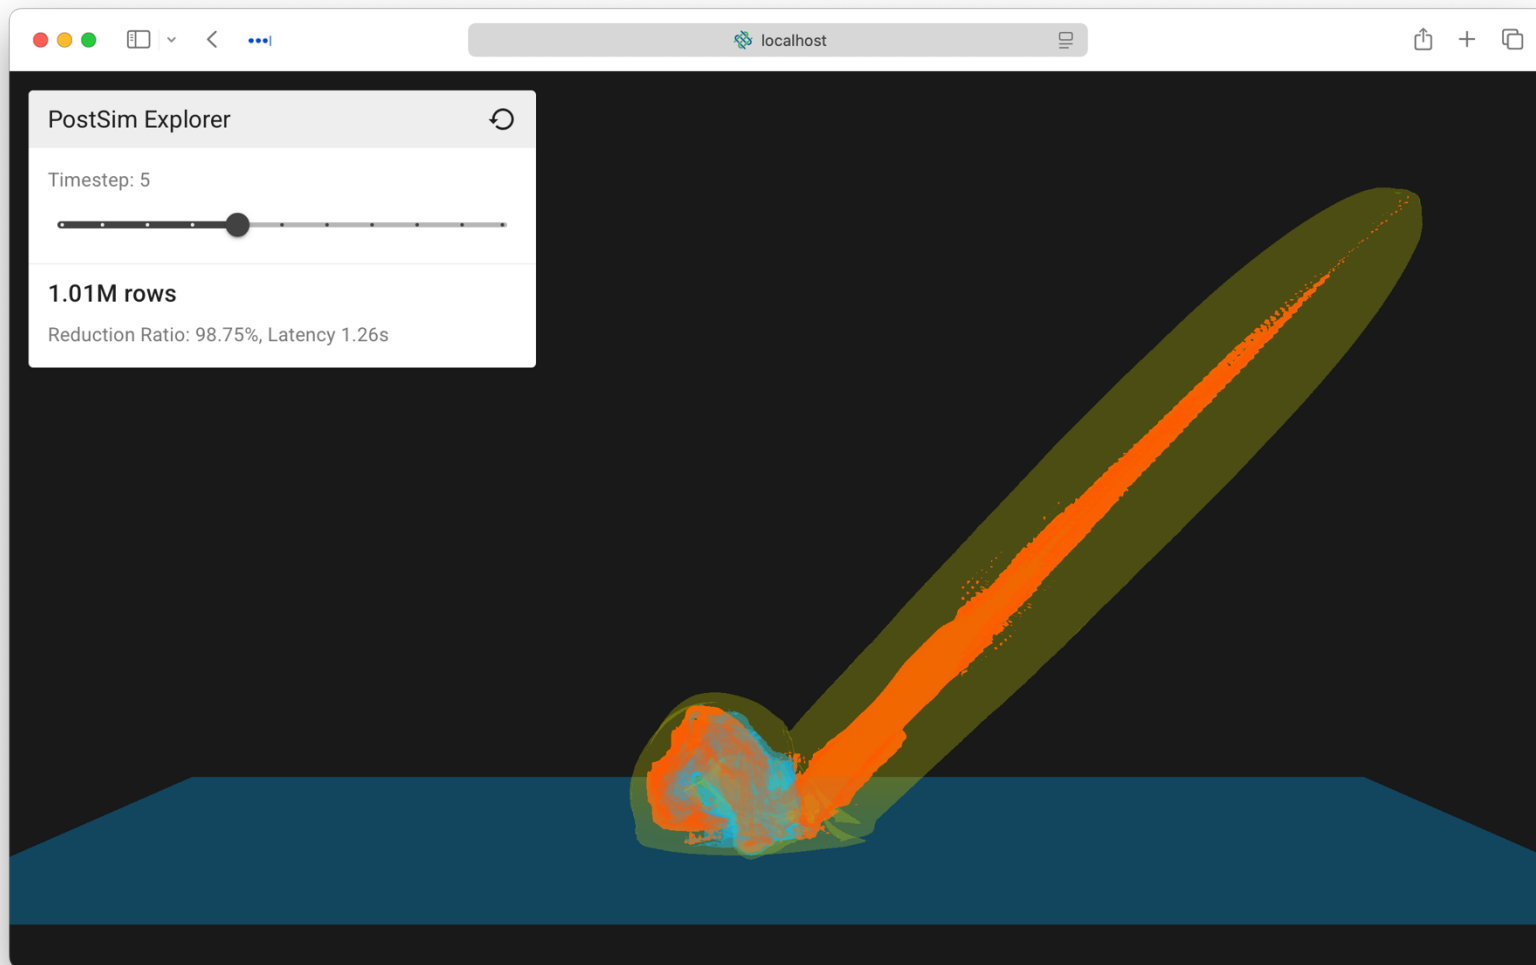 localhost
PostSim Explorer
Timestep: 5
1.01M rows
Reduction Ratio: 98.75%, Latency 1.26s